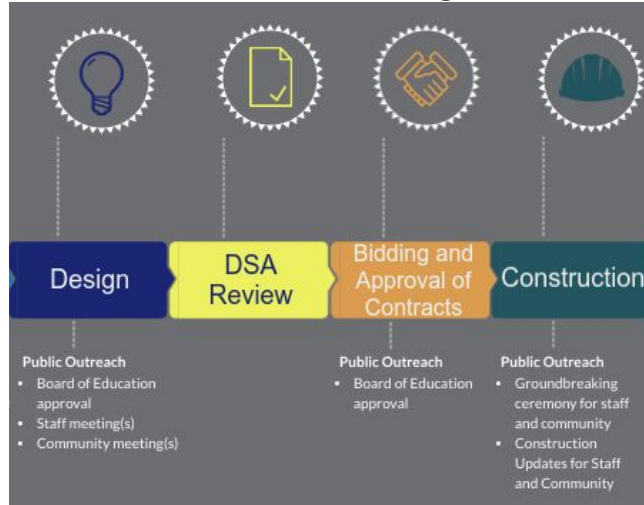 Design
DSA
Review
Bidding and
Approval of
Contracts
Construction
Public Outreach
▪ Board of Education
approval
▪ Staff meeting(s)
▪ Community meeting(s)
Public Outreach
▪ Board of Education
approval
Public Outreach
▪ Groundbreaking
ceremony for staff
and community
▪ Construction
Updates for Staff
and Community